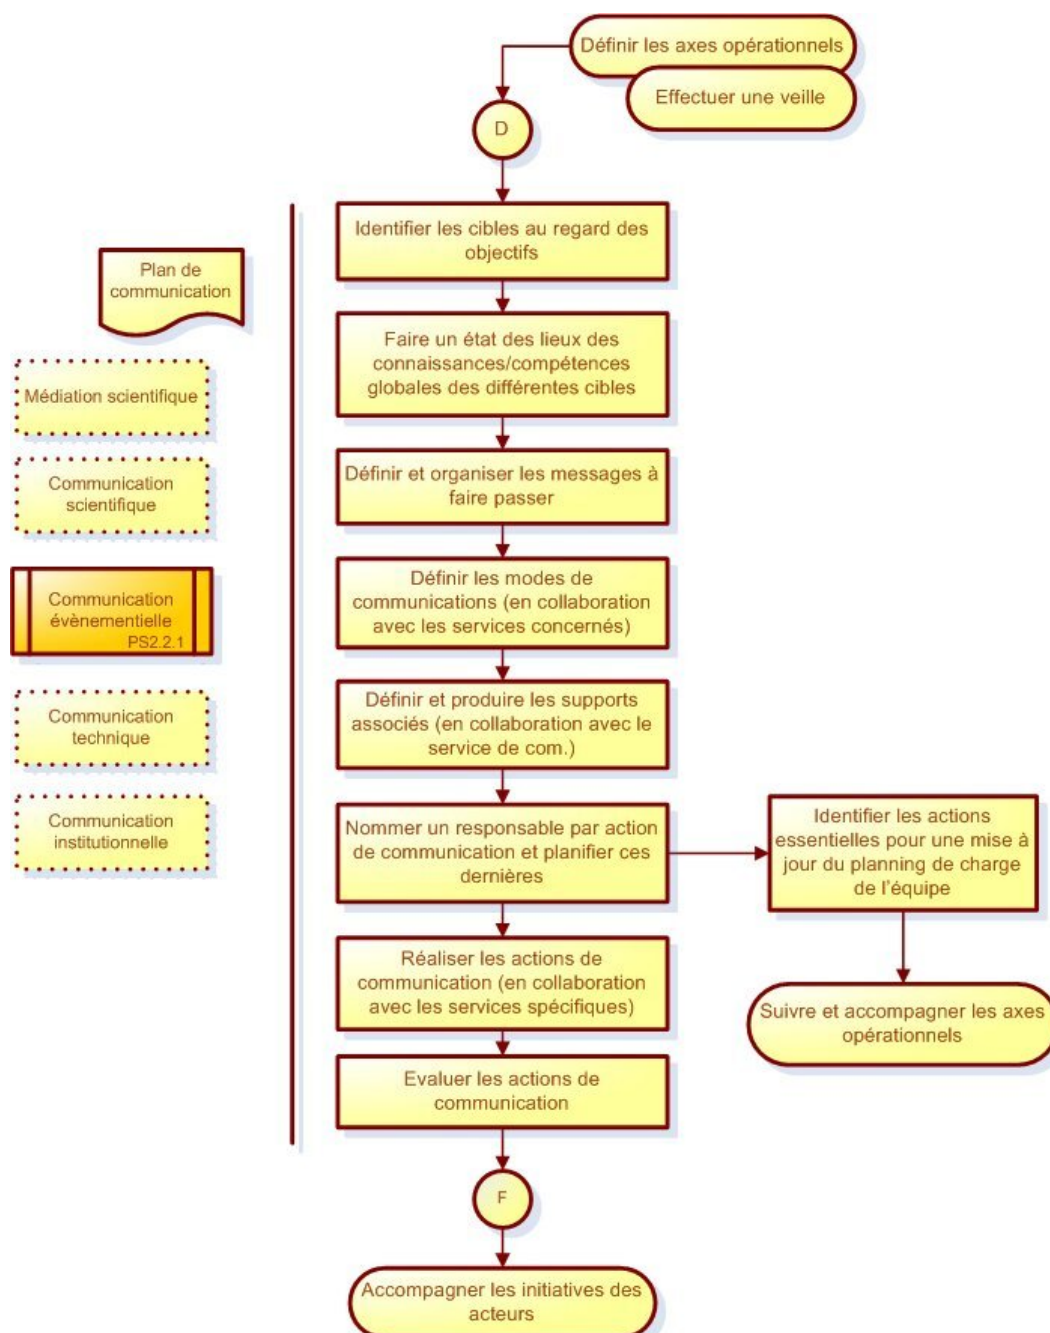 Définir les axes opérationnels
Effectuer une veille
D
Identifier les cibles au regard des
objectifs
Plan de
communication
Faire un état des lieux des
connaissances/compétences
globales des différentes cibles
Médiation scientifique
Communication
scientifique
Définir et organiser les messages à
faire passer
Communication
évènementielle
PS2.2.1
Définir les modes de
communications (en collaboration
avec les services concernés)
Communication
technique
Définir et produire les supports
associés (en collaboration avec le
service de com.)
Communication
institutionnelle
Nommer un responsable par action
de communication et planifier ces
dernières
Identifier les actions
essentielles pour une mise à
jour du planning de charge
de l'équipe
Réaliser les actions de
communication (en collaboration
avec les services spécifiques)
Suivre et accompagner les axes
opérationnels
Evaluer les actions de
communication
F
Accompagner les initiatives des
acteurs